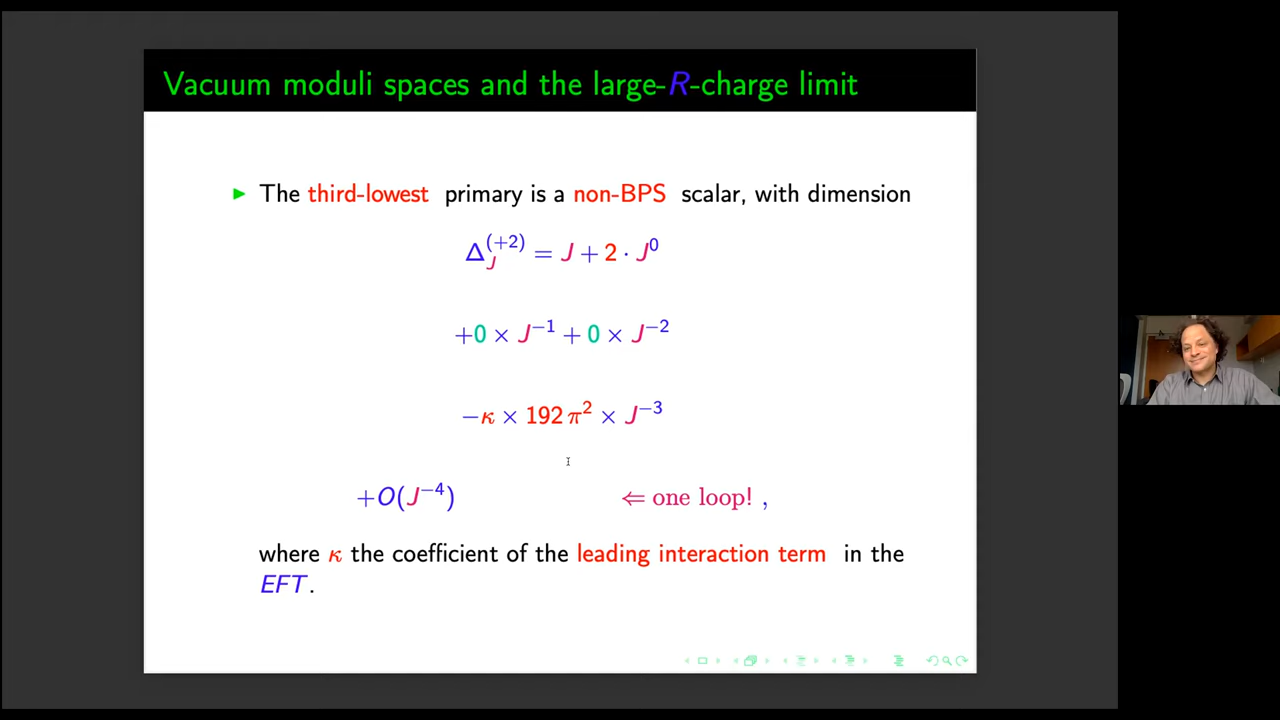 Vacuum moduli spaces and the large-R-charge limit
The third-lowest primary is a non-BPS scalar, with dimension
Δ_J^{(+2)} = J + 2 · J^0
+0 × J^{−1} + 0 × J^{−2}
−κ × 192 π^2 × J^{−3}
+O(J^{−4}) ⇐ one loop! ,
where κ the coefficient of the leading interaction term in the
EFT.